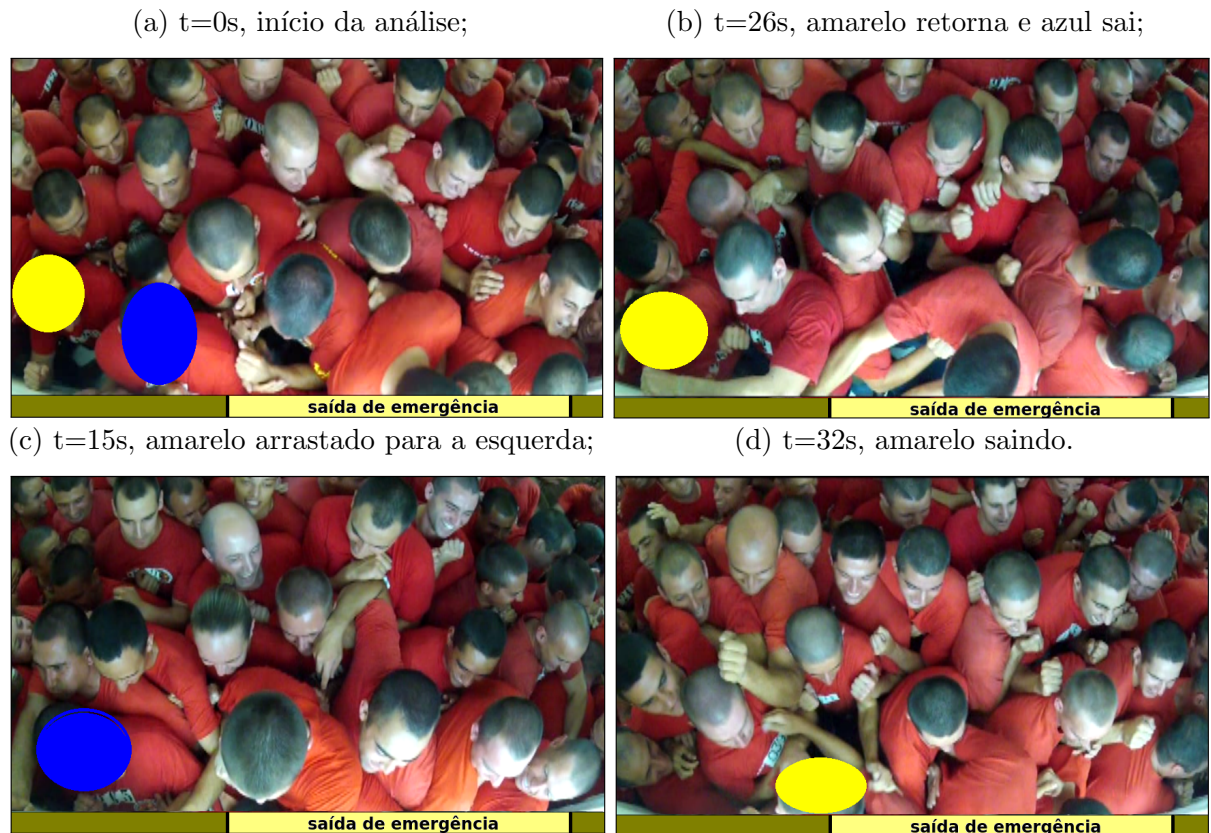 (a) t=0s, início da análise;
(b) t=26s, amarelo retorna e azul sai;
saída de emergência
saída de emergência
(c) t=15s, amarelo arrastado para a esquerda;
(d) t=32s, amarelo saindo.
saída de emergência
saída de emergência